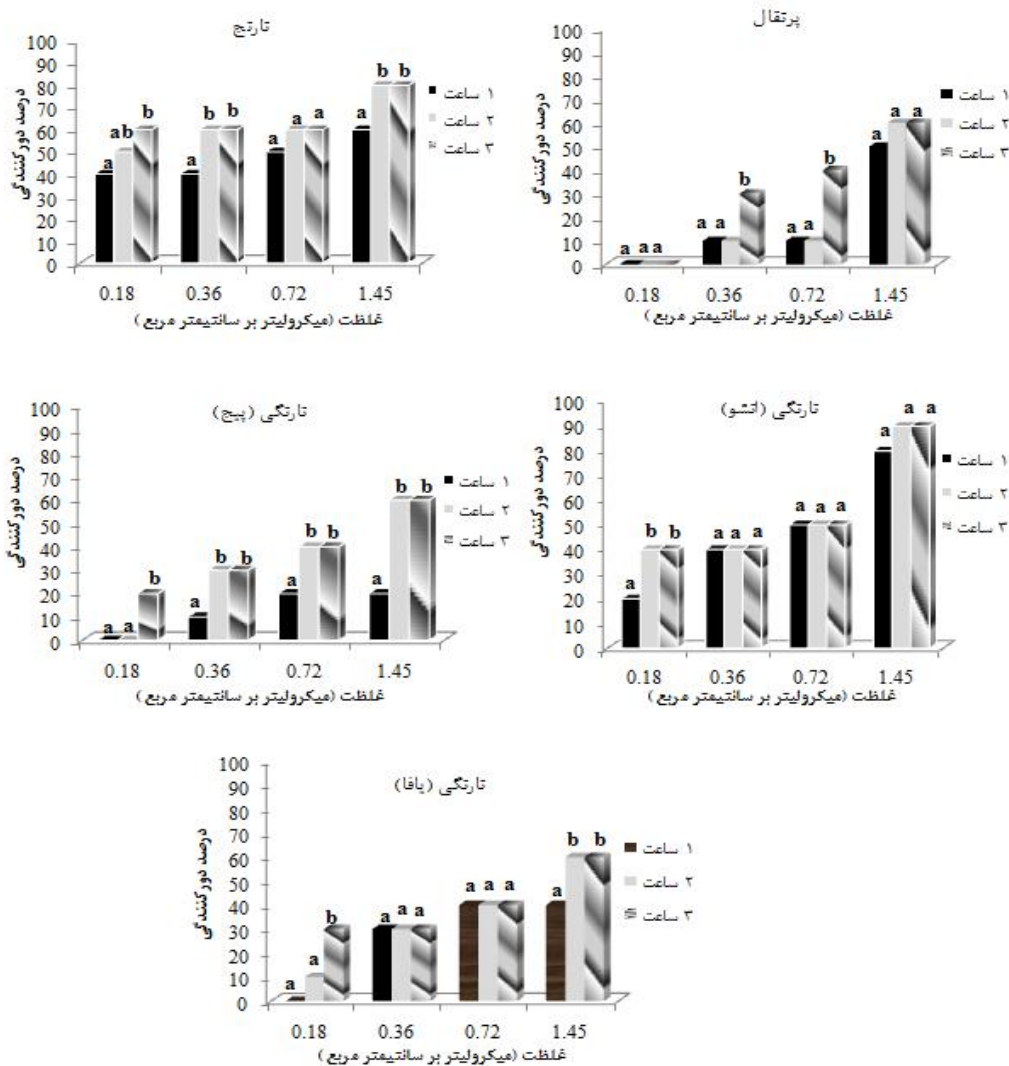 نارنج
درصد دورکنندگی
100
90
80
70
60
50
40
30
20
10
0
a ab b
a b b
a a a
a b b
۱ ساعت
۲ ساعت
۳ ساعت
0.18 0.36 0.72 1.45
غلظت (میکرولیتر بر سانتیمتر مربع)
پرتقال
درصد دورکنندگی
100
90
80
70
60
50
40
30
20
10
0
a a a
a a b
a a b
a a a
۱ ساعت
۲ ساعت
۳ ساعت
0.18 0.36 0.72 1.45
غلظت (میکرولیتر بر سانتیمتر مربع)
نارنگی (پیج)
درصد دورکنندگی
100
90
80
70
60
50
40
30
20
10
0
a a b
a b b
a b b
a b b
۱ ساعت
۲ ساعت
۳ ساعت
0.18 0.36 0.72 1.45
غلظت (میکرولیتر بر سانتیمتر مربع)
نارنگی (انشو)
درصد دورکنندگی
100
90
80
70
60
50
40
30
20
10
0
a b b
a a a
a a a
a a a
۱ ساعت
۲ ساعت
۳ ساعت
0.18 0.36 0.72 1.45
غلظت (میکرولیتر بر سانتیمتر مربع)
نارنگی (یافا)
درصد دورکنندگی
100
90
80
70
60
50
40
30
20
10
0
a a b
a a a
a a a
a b b
۱ ساعت
۲ ساعت
۳ ساعت
0.18 0.36 0.72 1.45
غلظت (میکرولیتر بر سانتیمتر مربع)